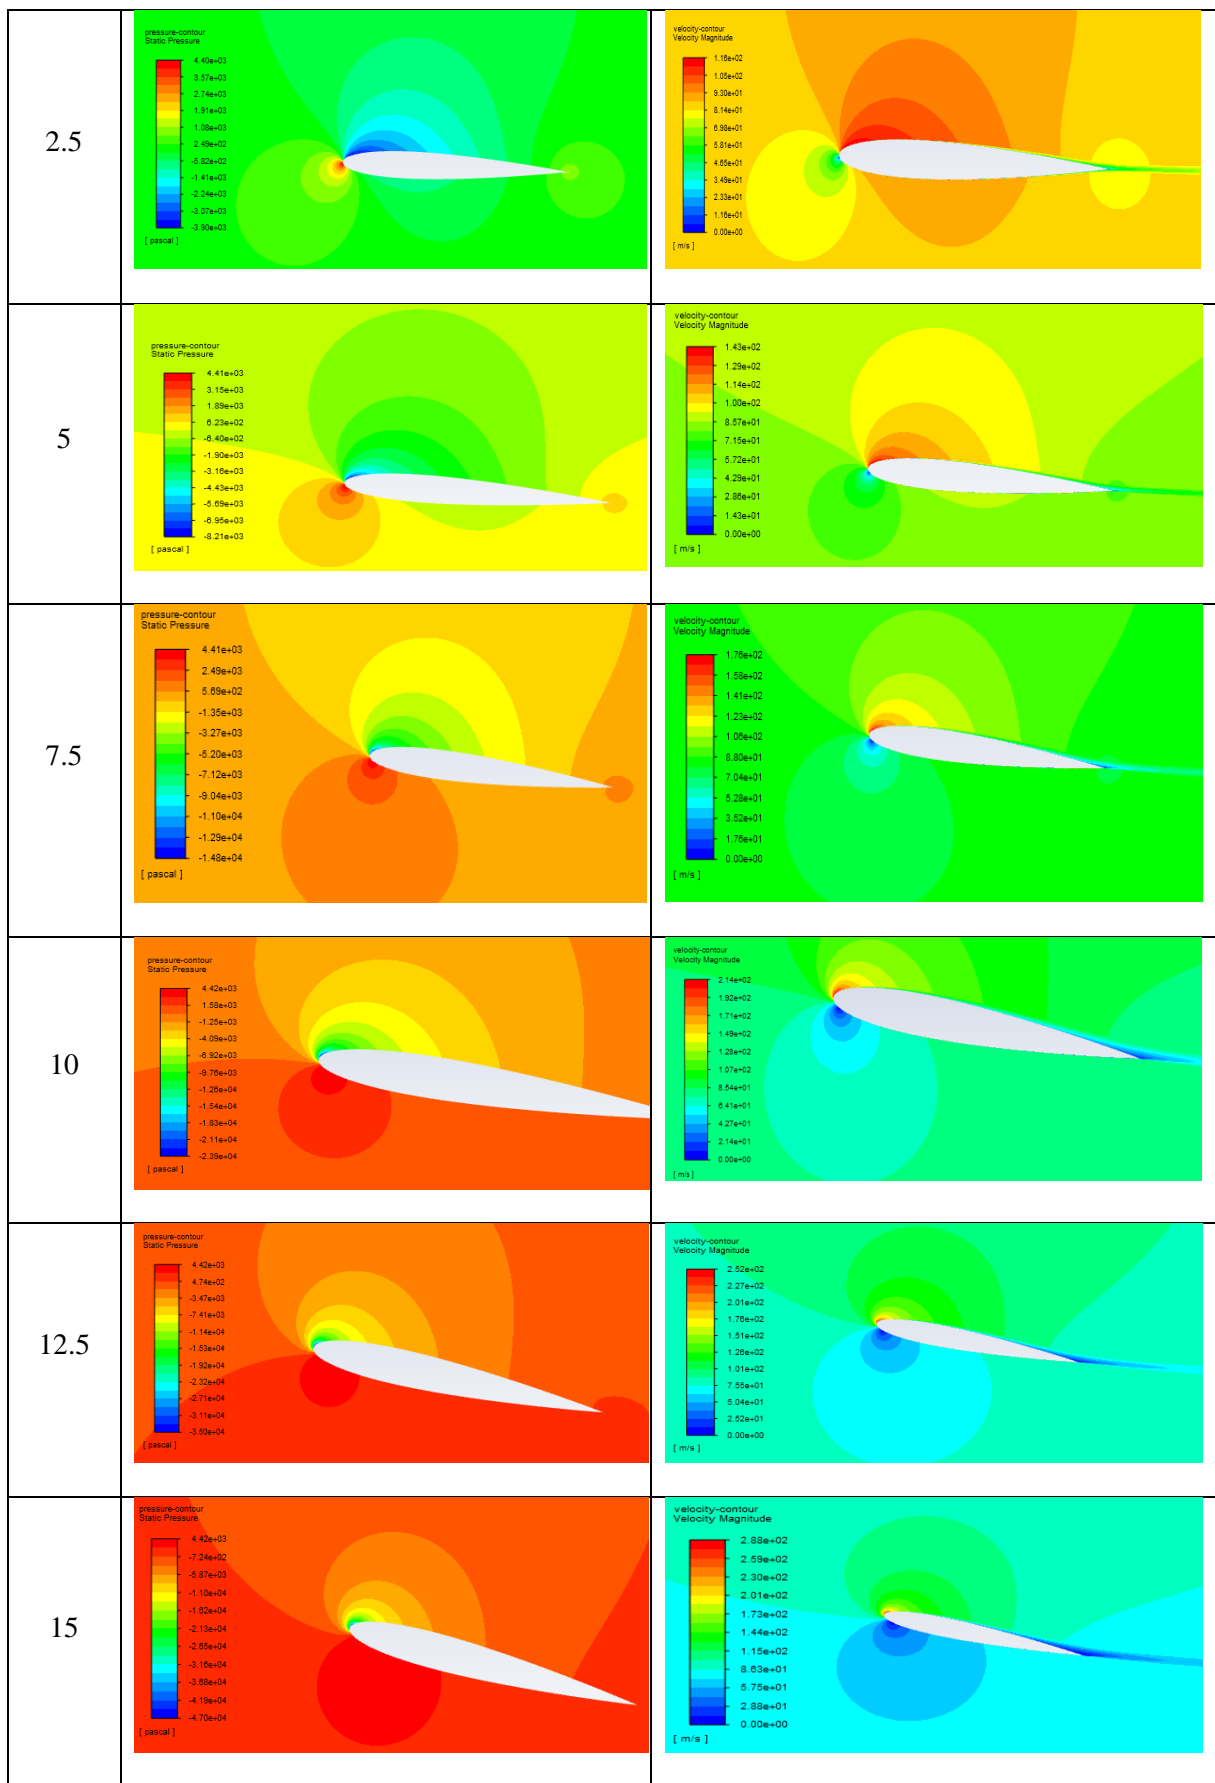 2.5
pressure-contour
Static Pressure
4.40e+03
3.57e+03
2.74e+03
1.91e+03
1.08e+03
2.49e+02
-5.82e+02
-1.41e+03
-2.24e+03
-3.07e+03
-3.90e+03
[ pascal ]
velocity-contour
Velocity Magnitude
1.16e+02
1.05e+02
9.30e+01
8.14e+01
6.98e+01
5.81e+01
4.65e+01
3.49e+01
2.33e+01
1.16e+01
0.00e+00
[ m/s ]
5
pressure-contour
Static Pressure
4.41e+03
3.15e+03
1.89e+03
6.23e+02
-6.40e+02
-1.90e+03
-3.16e+03
-4.43e+03
-5.69e+03
-6.95e+03
-8.21e+03
[ pascal ]
velocity-contour
Velocity Magnitude
1.43e+02
1.29e+02
1.14e+02
1.00e+02
8.57e+01
7.15e+01
5.72e+01
4.29e+01
2.86e+01
1.43e+01
0.00e+00
[ m/s ]
7.5
pressure-contour
Static Pressure
4.41e+03
2.49e+03
5.69e+02
-1.35e+03
-3.27e+03
-5.20e+03
-7.12e+03
-9.04e+03
-1.10e+04
-1.29e+04
-1.48e+04
[ pascal ]
velocity-contour
Velocity Magnitude
1.76e+02
1.58e+02
1.41e+02
1.23e+02
1.06e+02
8.80e+01
7.04e+01
5.28e+01
3.52e+01
1.76e+01
0.00e+00
[ m/s ]
10
pressure-contour
Static Pressure
4.42e+03
1.58e+03
-1.25e+03
-4.09e+03
-6.92e+03
-9.76e+03
-1.26e+04
-1.54e+04
-1.83e+04
-2.11e+04
-2.39e+04
[ pascal ]
velocity-contour
Velocity Magnitude
2.14e+02
1.92e+02
1.71e+02
1.49e+02
1.28e+02
1.07e+02
8.54e+01
6.41e+01
4.27e+01
2.14e+01
0.00e+00
[ m/s ]
12.5
pressure-contour
Static Pressure
4.42e+03
4.74e+02
-3.47e+03
-7.41e+03
-1.14e+04
-1.53e+04
-1.92e+04
-2.32e+04
-2.71e+04
-3.11e+04
-3.50e+04
[ pascal ]
velocity-contour
Velocity Magnitude
2.52e+02
2.27e+02
2.01e+02
1.76e+02
1.51e+02
1.26e+02
1.01e+02
7.55e+01
5.04e+01
2.52e+01
0.00e+00
[ m/s ]
15
pressure-contour
Static Pressure
4.42e+03
-7.24e+02
-5.87e+03
-1.10e+04
-1.62e+04
-2.13e+04
-2.65e+04
-3.16e+04
-3.68e+04
-4.19e+04
-4.70e+04
[ pascal ]
velocity-contour
Velocity Magnitude
2.88e+02
2.59e+02
2.30e+02
2.01e+02
1.73e+02
1.44e+02
1.15e+02
8.63e+01
5.75e+01
2.88e+01
0.00e+00
[ m/s ]